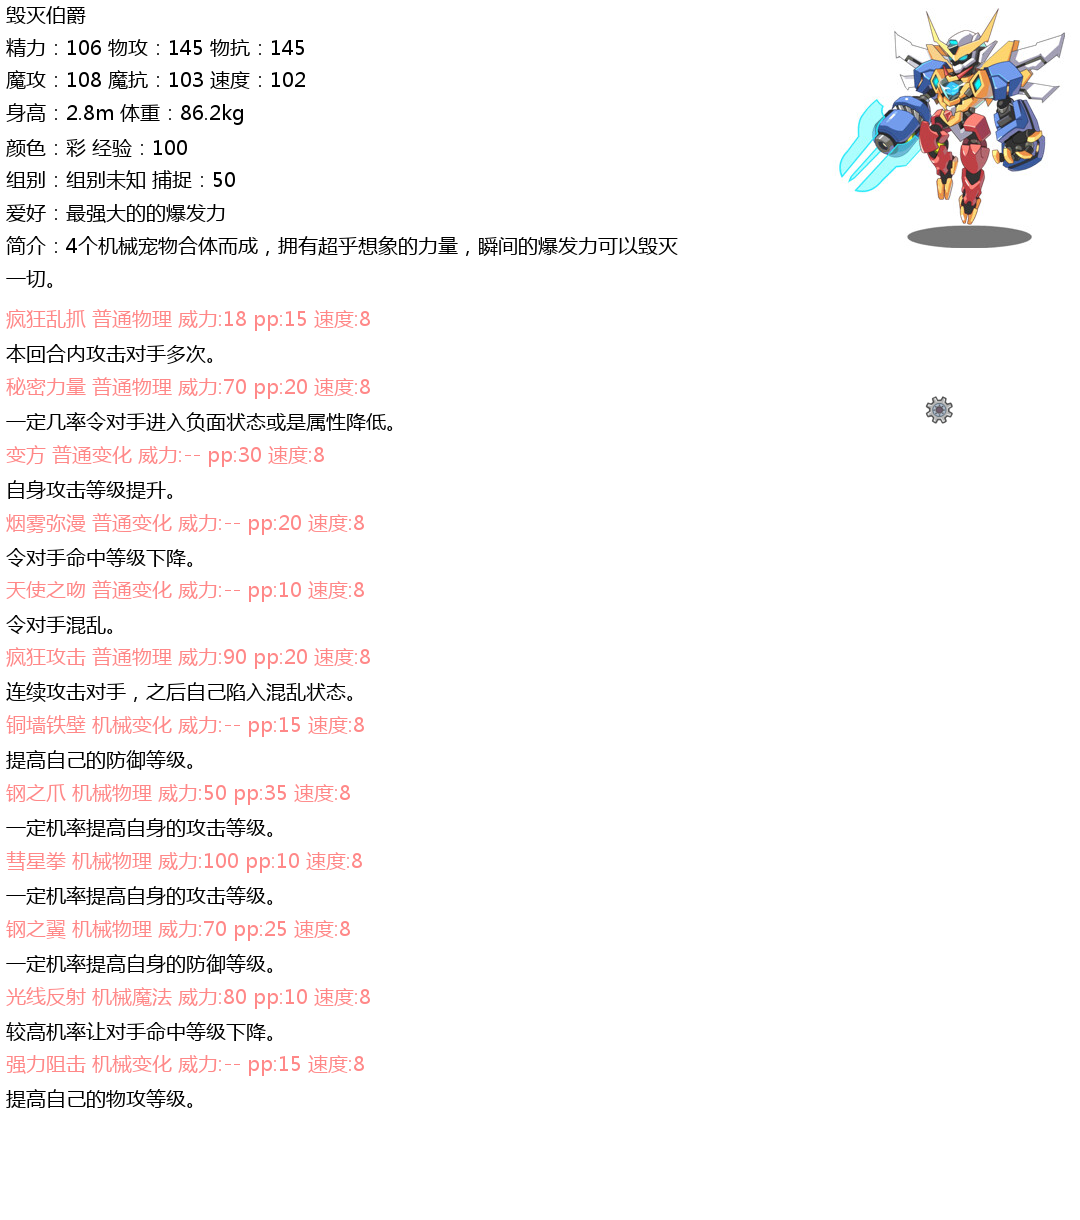 毁灭伯爵
精力：106 物攻：145 物抗：145
魔攻：108 魔抗：103 速度：102
身高：2.8m 体重：86.2kg
颜色：彩 经验：100
组别：组别未知 捕捉：50
爱好：最强大的的爆发力
简介：4个机械宠物合体而成，拥有超乎想象的力量，瞬间的爆发力可以毁灭
一切。
疯狂乱抓 普通物理 威力:18 pp:15 速度:8
本回合内攻击对手多次。
秘密力量 普通物理 威力:70 pp:20 速度:8
一定几率令对手进入负面状态或是属性降低。
变方 普通变化 威力:-- pp:30 速度:8
自身攻击等级提升。
烟雾弥漫 普通变化 威力:-- pp:20 速度:8
令对手命中等级下降。
天使之吻 普通变化 威力:-- pp:10 速度:8
令对手混乱。
疯狂攻击 普通物理 威力:90 pp:20 速度:8
连续攻击对手，之后自己陷入混乱状态。
铜墙铁壁 机械变化 威力:-- pp:15 速度:8
提高自己的防御等级。
钢之爪 机械物理 威力:50 pp:35 速度:8
一定机率提高自身的攻击等级。
彗星拳 机械物理 威力:100 pp:10 速度:8
一定机率提高自身的攻击等级。
钢之翼 机械物理 威力:70 pp:25 速度:8
一定机率提高自身的防御等级。
光线反射 机械魔法 威力:80 pp:10 速度:8
较高机率让对手命中等级下降。
强力阻击 机械变化 威力:-- pp:15 速度:8
提高自己的物攻等级。